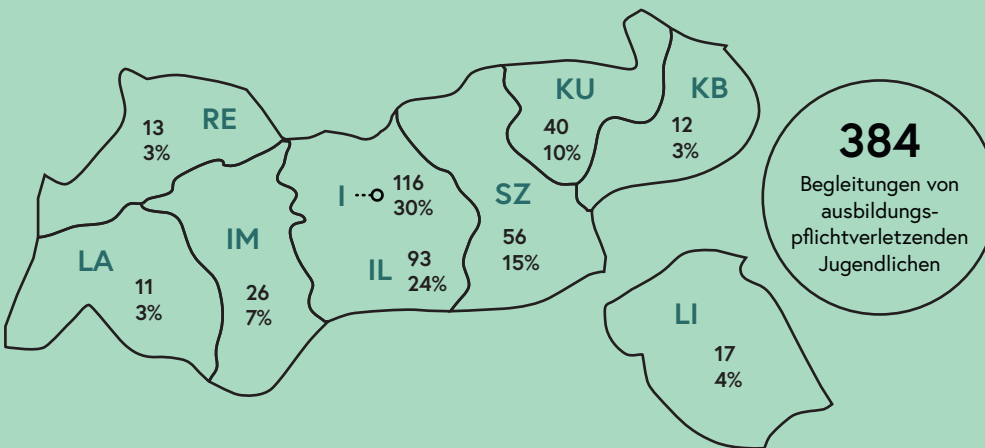 RE
13
3%
LA
11
3%
IM
26
7%
I
116
30%
IL
93
24%
SZ
56
15%
KU
40
10%
KB
12
3%
LI
17
4%
384
Begleitungen von
ausbildungs-
pflichtverletzenden
Jugendlichen